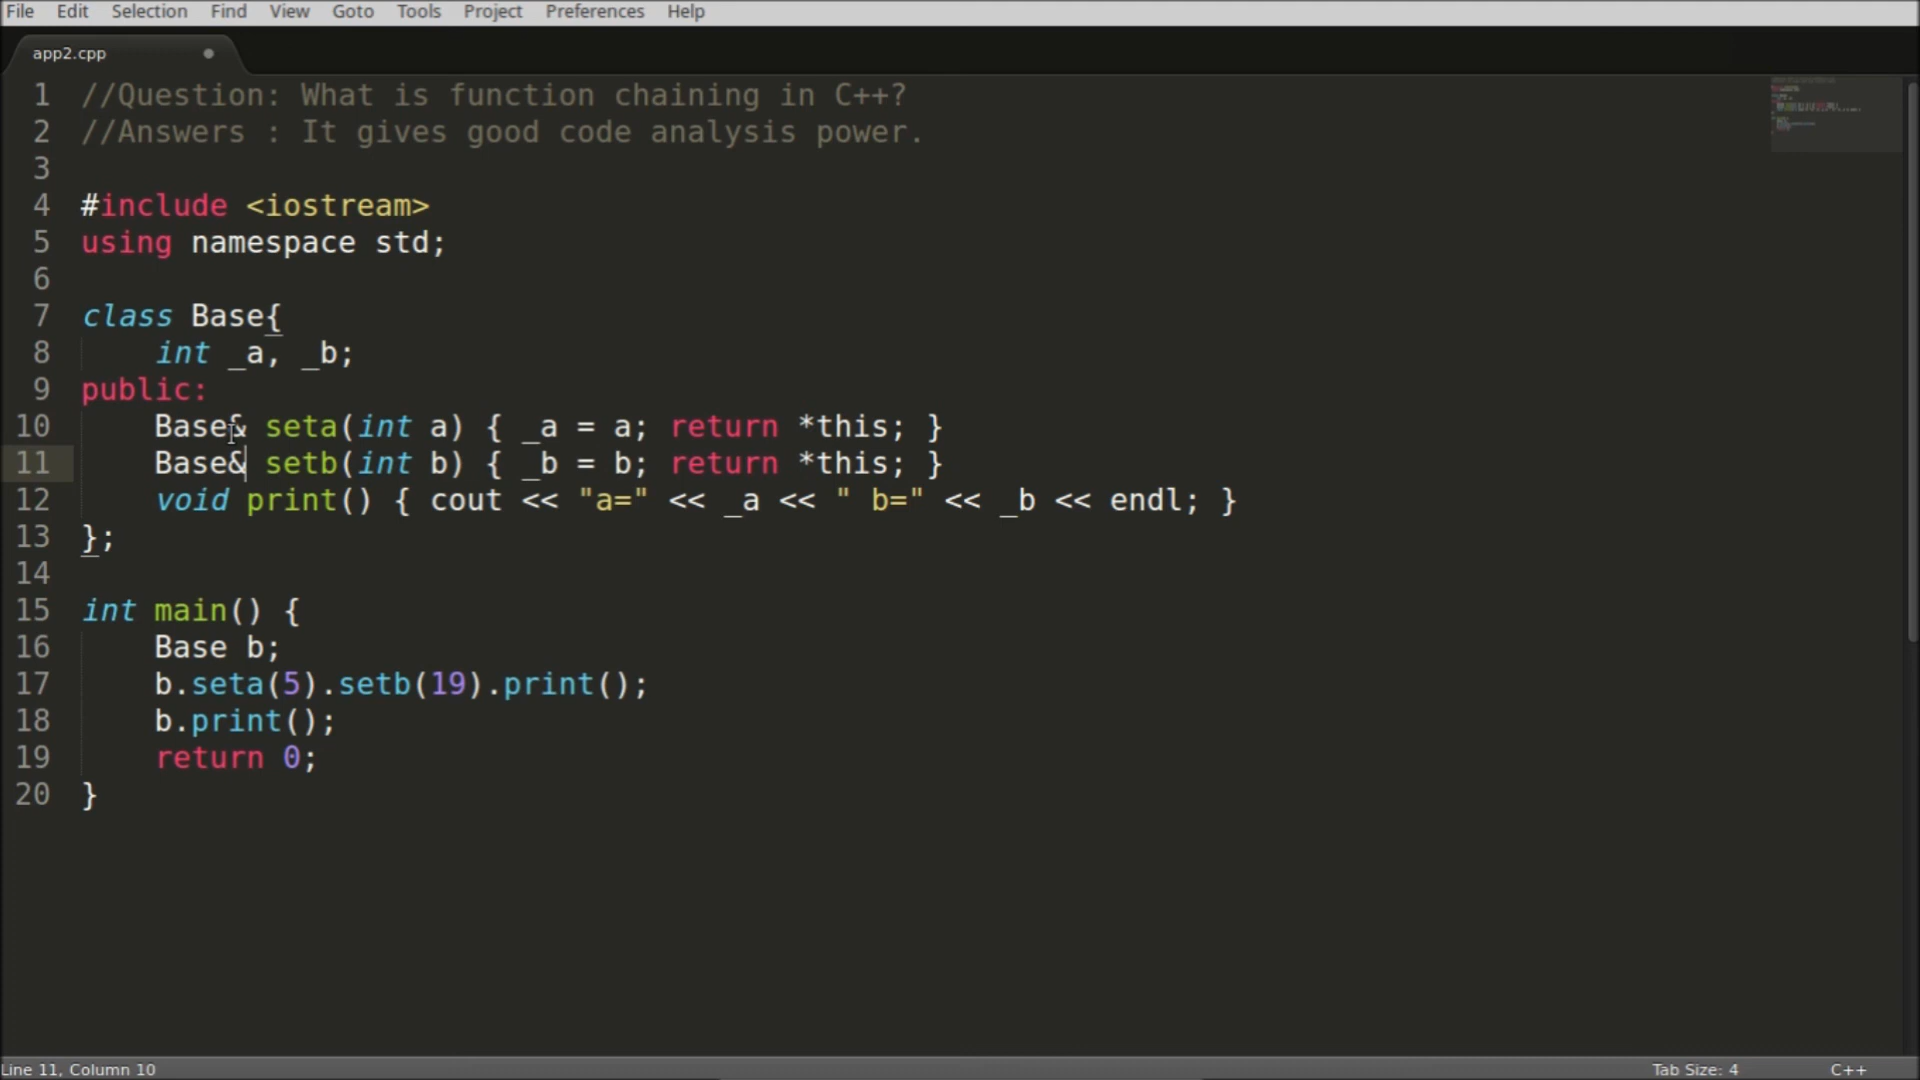 File Edit Selection Find View Goto Tools Project Preferences Help
app2.cpp
1 //Question: What is function chaining in C++?
2 //Answers : It gives good code analysis power.
3
4 #include <iostream>
5 using namespace std;
6
7 class Base{
8     int _a, _b;
9 public:
10     Base& seta(int a) { _a = a; return *this; }
11     Base& setb(int b) { _b = b; return *this; }
12     void print() { cout << "a=" << _a << " b=" << _b << endl; }
13 };
14
15 int main() {
16     Base b;
17     b.seta(5).setb(19).print();
18     b.print();
19     return 0;
20 }
Line 11, Column 10 Tab Size: 4 C++